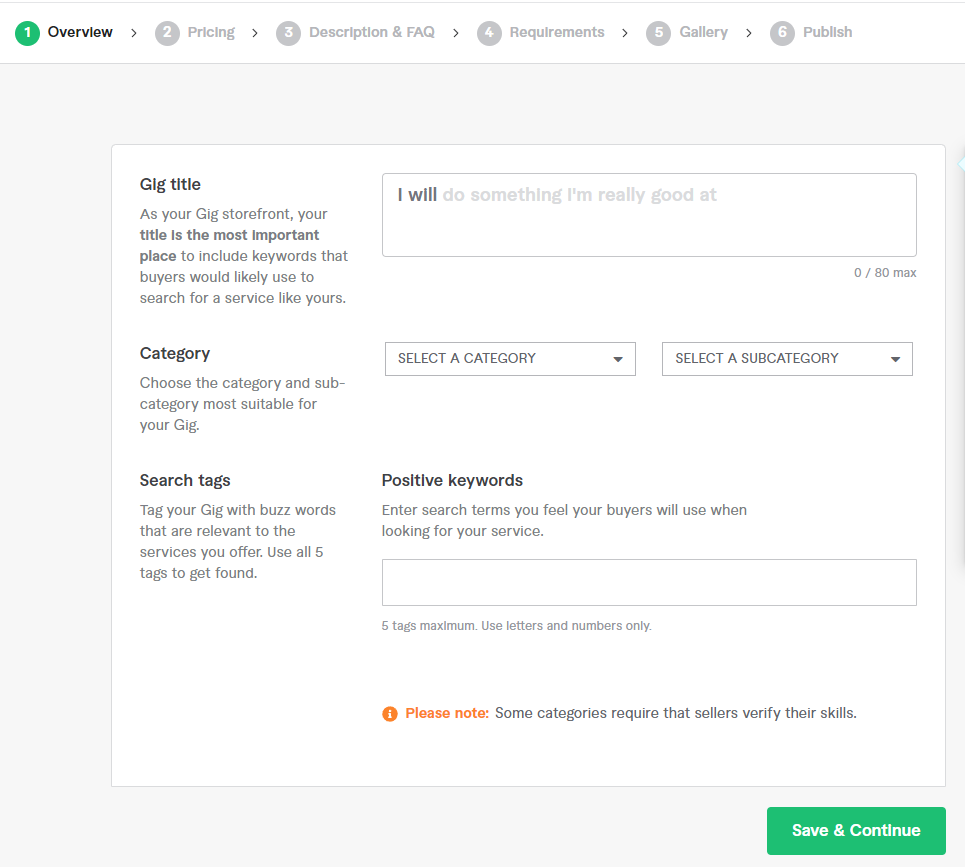 1 Overview > 2 Pricing > 3 Description & FAQ > 4 Requirements > 5 Gallery > 6 Publish
Gig title
As your Gig storefront, your
title is the most important
place to include keywords that
buyers would likely use to
search for a service like yours.
I will do something I'm really good at
0 / 80 max
Category
Choose the category and sub-
category most suitable for
your Gig.
SELECT A CATEGORY
SELECT A SUBCATEGORY
Search tags
Tag your Gig with buzz words
that are relevant to the
services you offer. Use all 5
tags to get found.
Positive keywords
Enter search terms you feel your buyers will use when
looking for your service.
5 tags maximum. Use letters and numbers only.
Please note: Some categories require that sellers verify their skills.
Save & Continue